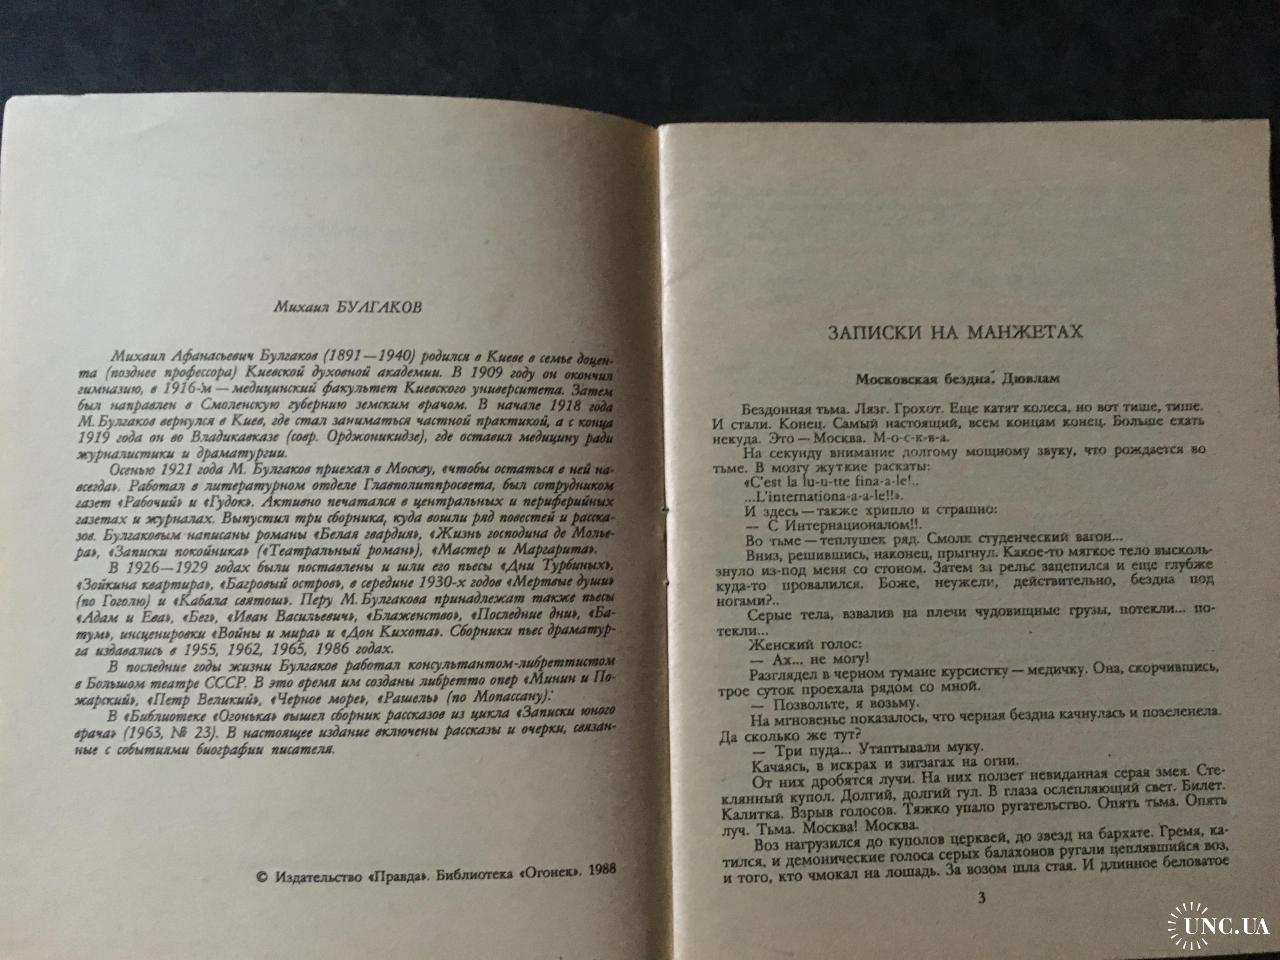 Михаил БУЛГАКОВ
Михаил Афанасьевич Булгаков (1891—1940) родился в Киеве в семье доцен-
та (позднее профессора) Киевской духовной академии. В 1909 году он окончил
гимназию, в 1916-м — медицинский факультет Киевского университета. Затем
был направлен в Смоленскую губернию земским врачом. В начале 1918 года
М. Булгаков вернулся в Киев, где стал заниматься частной практикой, а с конца
1919 года он во Владикавказе (совр. Орджоникидзе), где оставил медицину ради
журналистики и драматургии.
Осенью 1921 года М. Булгаков приехал в Москву, «чтобы остаться в ней на-
всегда». Работал в литературном отделе Главполитпросвета, был сотрудником
газет «Рабочий» и «Гудок». Активно печатался в центральных и периферийных
газетах и журналах. Выпустил три сборника, куда вошли ряд повестей и расска-
зов. Булгаковым написаны романы «Белая гвардия», «Жизнь господина де Молье-
ра», «Записки покойника» («Театральный роман»), «Мастер и Маргарита».
В 1926—1929 годах были поставлены и шли его пьесы «Дни Турбиных»,
«Зойкина квартира», «Багровый остров», в середине 1930-х годов «Мертвые души»
(по Гоголю) и «Кабала святош». Перу М. Булгакова принадлежат также пьесы
«Адам и Ева», «Бег», «Иван Васильевич», «Блаженство», «Последние дни», «Ба-
тум», инсценировки «Войны и мира» и «Дон Кихота». Сборники пьес драматур-
га издавались в 1955, 1962, 1965, 1986 годах.
В последние годы жизни Булгаков работал консультантом-либреттистом
в Большом театре СССР. В это время им созданы либретто опер «Минин и По-
жарский», «Петр Великий», «Черное море», «Рашель» (по Мопассану).
В «Библиотеке «Огонька» вышел сборник рассказов из цикла «Записки юного
врача» (1963, № 23). В настоящее издание включены рассказы и очерки, связан-
ные с событиями биографии писателя.
© Издательство «Правда». Библиотека «Огонек». 1988
ЗАПИСКИ НА МАНЖЕТАХ
Московская бездна. Дювлам
Бездонная тьма. Лязг. Грохот. Еще катят колеса, но вот тише, тише.
И стали. Конец. Самый настоящий, всем концам конец. Больше ехать
некуда. Это — Москва. М-о-с-к-в-а.
На секунду внимание долгому мощному звуку, что рождается во
тьме. В мозгу жуткие раскаты:
«C'est la lu-u-tte fina-a-le!..
...L'internationa-a-a-le!!».
И здесь — также хрипло и страшно:
— С Интернационалом!!.
Во тьме — теплушек ряд. Смолк студенческий вагон...
Вниз, решившись, наконец, прыгнул. Какое-то мягкое тело высколь-
знуло из-под меня со стоном. Затем за рельс зацепился и еще глубже
куда-то провалился. Боже, неужели, действительно, бездна под
ногами?..
Серые тела, взвалив на плечи чудовищные грузы, потекли... по-
текли...
Женский голос:
— Ах... не могу!
Разглядел в черном тумане курсистку — медичку. Она, скорчившись,
трое суток проехала рядом со мной.
— Позвольте, я возьму.
На мгновенье показалось, что черная бездна качнулась и позеленела.
Да сколько же тут?
— Три пуда... Утаптывали муку.
Качаясь, в искрах и зигзагах на огни.
От них дробятся лучи. На них ползет невиданная серая змея. Сте-
клянный купол. Долгий, долгий гул. В глаза ослепляющий свет. Билет.
Калитка. Взрыв голосов. Тяжко упало ругательство. Опять тьма. Опять
луч. Тьма. Москва! Москва.
Воз нагрузился до куполов церквей, до звезд на бархате. Гремя, ка-
тился, и демонические голоса серых балахонов ругали цеплявшийся воз,
и того, кто чмокал на лошадь. За возом шла стая. И длинное беловатое
3
UNC.UA